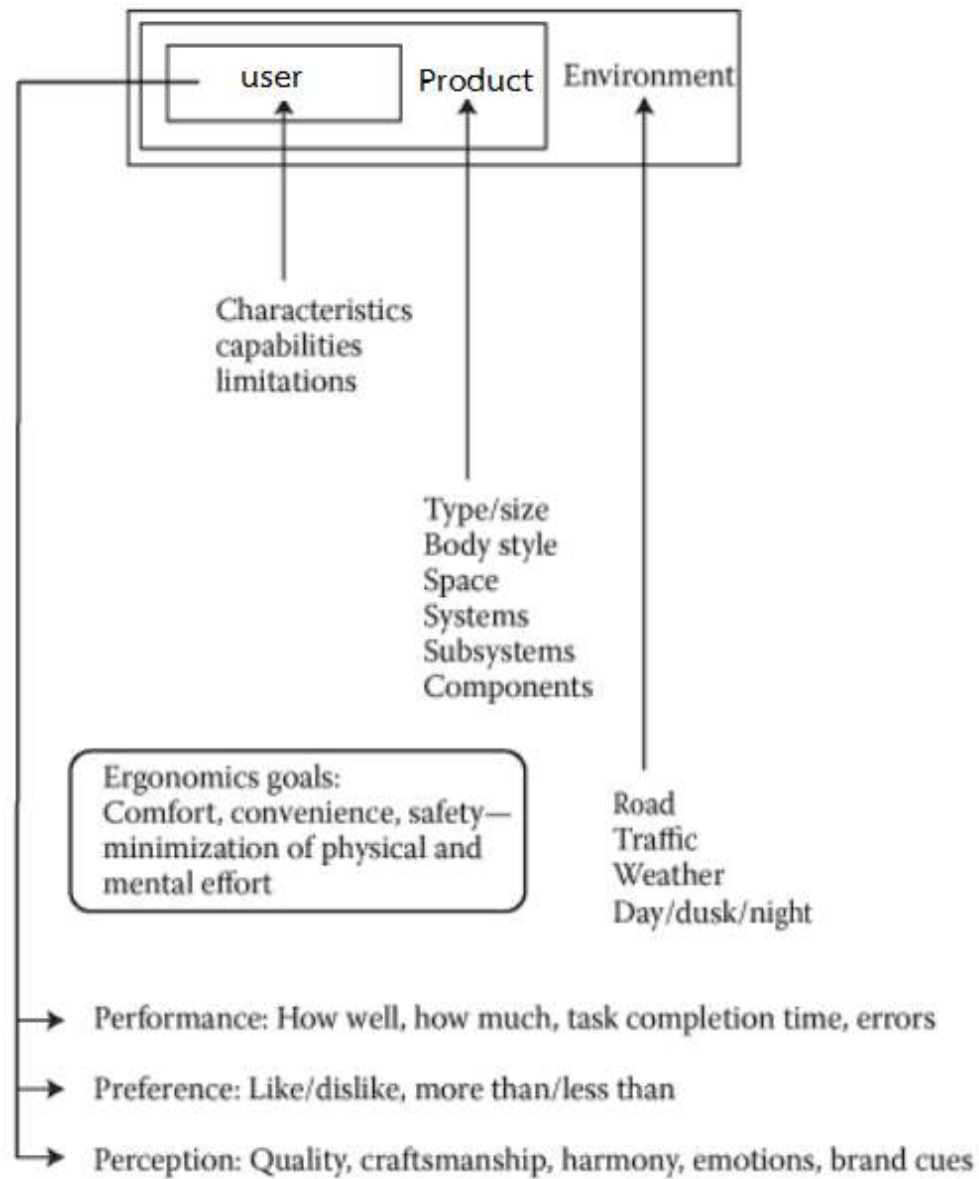 user
Product
Environment
Characteristics
capabilities
limitations
Type/size
Body style
Space
Systems
Subsystems
Components
Ergonomics goals:
Comfort, convenience, safety—
minimization of physical and
mental effort
Road
Traffic
Weather
Day/dusk/night
Performance: How well, how much, task completion time, errors
Preference: Like/dislike, more than/less than
Perception: Quality, craftsmanship, harmony, emotions, brand cues